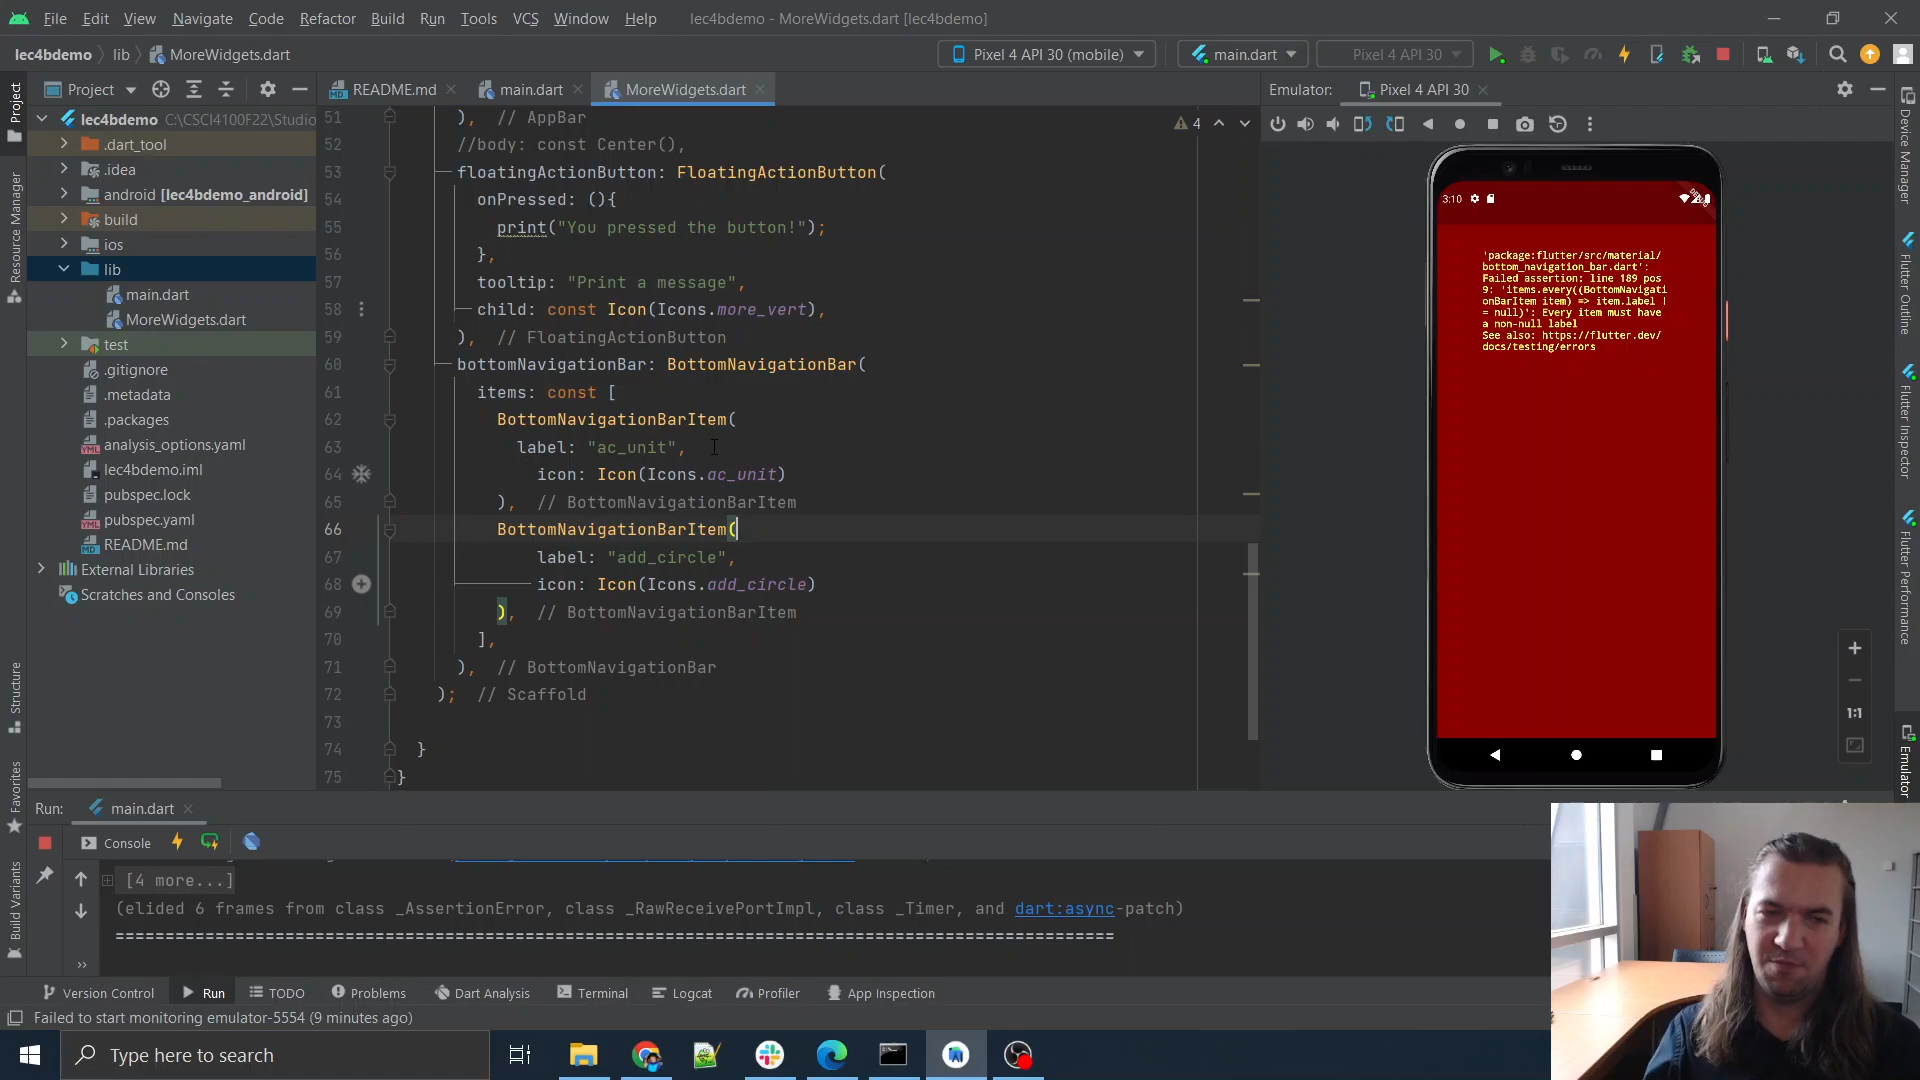 File Edit View Navigate Code Refactor Build Run Tools VCS Window Help lec4bdemo - MoreWidgets.dart [lec4bdemo]
lec4bdemo lib MoreWidgets.dart Pixel 4 API 30 (mobile) main.dart Pixel 4 API 30
Project README.md main.dart MoreWidgets.dart Emulator: Pixel 4 API 30
lec4bdemo C:\CSCI4100F22\Studio
.dart_tool
.idea
android [lec4bdemo_android]
build
ios
lib
main.dart
MoreWidgets.dart
test
.gitignore
.metadata
.packages
analysis_options.yaml
lec4bdemo.iml
pubspec.lock
pubspec.yaml
README.md
External Libraries
Scratches and Consoles
Project
Resource Manager
Structure
Favorites
Build Variants
4
51 ), // AppBar
52 //body: const Center(),
53 floatingActionButton: FloatingActionButton(
54 onPressed: (){
55 print("You pressed the button!");
56 },
57 tooltip: "Print a message",
58 child: const Icon(Icons.more_vert),
59 ), // FloatingActionButton
60 bottomNavigationBar: BottomNavigationBar(
61 items: const [
62 BottomNavigationBarItem(
63 label: "ac_unit",
64 icon: Icon(Icons.ac_unit)
65 ), // BottomNavigationBarItem
66 BottomNavigationBarItem(
67 label: "add_circle",
68 icon: Icon(Icons.add_circle)
69 ), // BottomNavigationBarItem
70 ],
71 ), // BottomNavigationBar
72 ); // Scaffold
73
74 }
75 }
3:10
DEBUG
'package:flutter/src/material/
bottom_navigation_bar.dart':
Failed assertion: line 189 pos
9: 'items.every((BottomNavigati
onBarItem item) => item.label !
= null)': Every item must have
a non-null label
See also: https://flutter.dev/
docs/testing/errors
1:1
Device Manager
Flutter Outline
Flutter Inspector
Flutter Performance
Emulator
Run: main.dart
Console
[4 more...]
(elided 6 frames from class _AssertionError, class _RawReceivePortImpl, class _Timer, and dart:async-patch)
====================================================================================================
Version Control Run TODO Problems Dart Analysis Terminal Logcat Profiler App Inspection
Failed to start monitoring emulator-5554 (9 minutes ago)
Type here to search